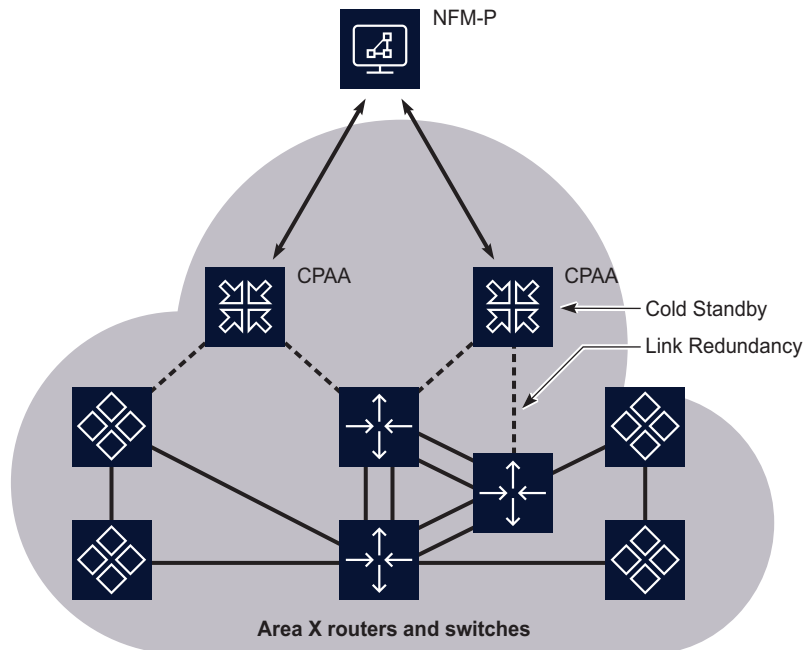 NFM-P
CPAA
CPAA
Cold Standby
Link Redundancy
Area X routers and switches